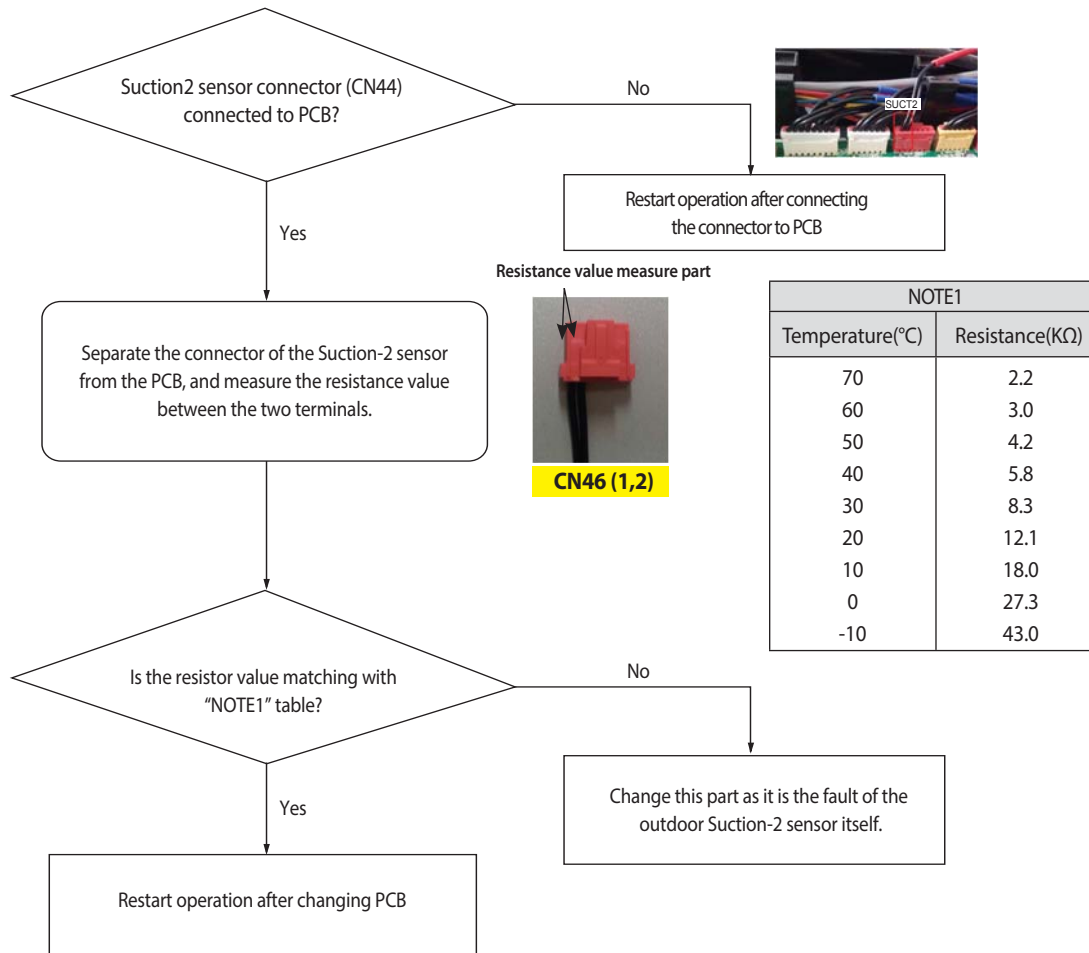 Suction2 sensor connector (CN44)
connected to PCB?
No
SUCT2
Restart operation after connecting
the connector to PCB
Yes
Resistance value measure part
CN46 (1,2)
Separate the connector of the Suction-2 sensor
from the PCB, and measure the resistance value
between the two terminals.
NOTE1
Temperature(°C) Resistance(KΩ)
70 2.2
60 3.0
50 4.2
40 5.8
30 8.3
20 12.1
10 18.0
0 27.3
-10 43.0
Is the resistor value matching with
“NOTE1” table?
No
Change this part as it is the fault of the
outdoor Suction-2 sensor itself.
Yes
Restart operation after changing PCB